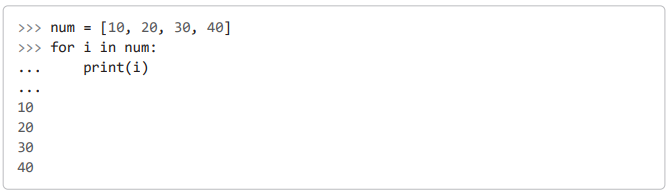 >>> num = [10, 20, 30, 40]
>>> for i in num:
...     print(i)
...
10
20
30
40